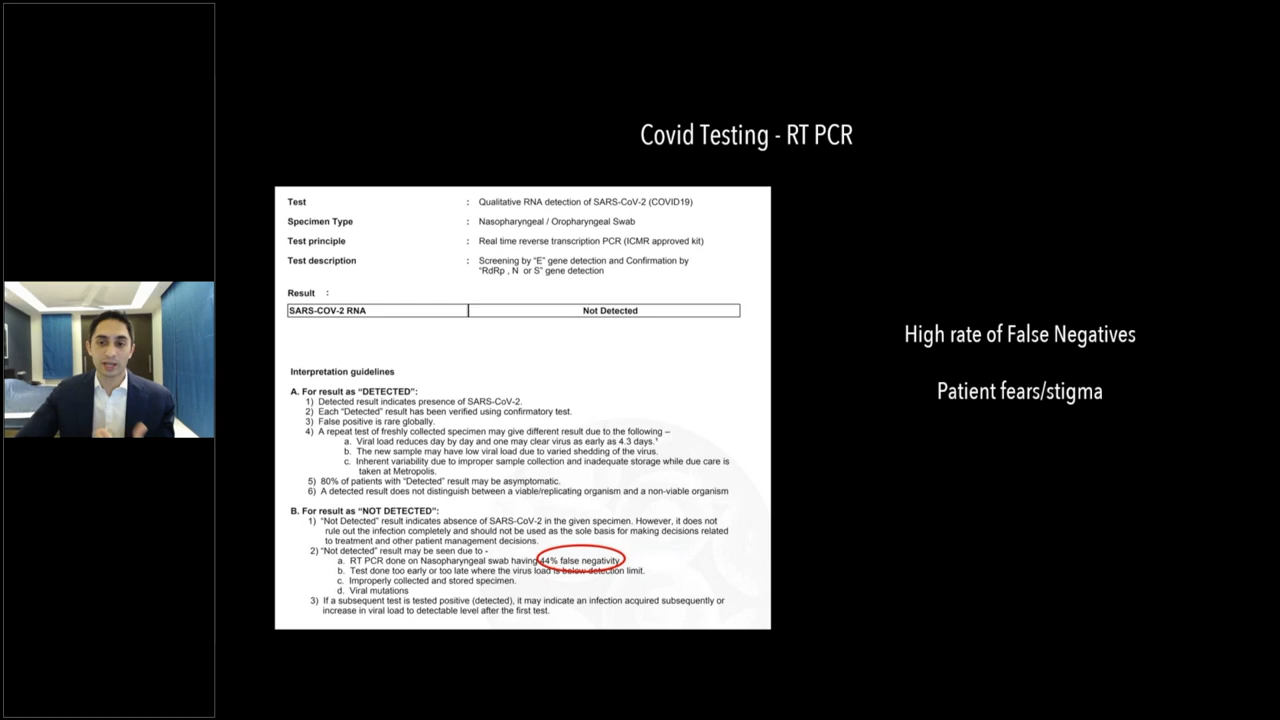 Covid Testing - RT PCR
Test : Qualitative RNA detection of SARS-CoV-2 (COVID19)
Specimen Type : Nasopharyngeal / Oropharyngeal Swab
Test principle : Real time reverse transcription PCR (ICMR approved kit)
Test description : Screening by “E” gene detection and Confirmation by
“RdRp , N or S” gene detection
Result :
SARS-COV-2 RNA Not Detected
Interpretation guidelines
A. For result as “DETECTED”:
1) Detected result indicates presence of SARS-CoV-2.
2) Each “Detected” result has been verified using confirmatory test.
3) False positive is rare globally.
4) A repeat test of freshly collected specimen may give different result due to the following –
a. Viral load reduces day by day and one may clear virus as early as 4.3 days.¹
b. The new sample may have low viral load due to varied shedding of the virus.
c. Inherent variability due to improper sample collection and inadequate storage while due care is
taken at Metropolis.
5) 80% of patients with “Detected” result may be asymptomatic.
6) A detected result does not distinguish between a viable/replicating organism and a non-viable organism
B. For result as “NOT DETECTED”:
1) “Not Detected” result indicates absence of SARS-CoV-2 in the given specimen. However, it does not
rule out the infection completely and should not be used as the sole basis for making decisions related
to treatment and other patient management decisions.
2) “Not detected” result may be seen due to -
a. RT PCR done on Nasopharyngeal swab having 44% false negativity.
b. Test done too early or too late where the virus load is below detection limit.
c. Improperly collected and stored specimen.
d. Viral mutations
3) If a subsequent test is tested positive (detected), it may indicate an infection acquired subsequently or
increase in viral load to detectable level after the first test.
High rate of False Negatives
Patient fears/stigma